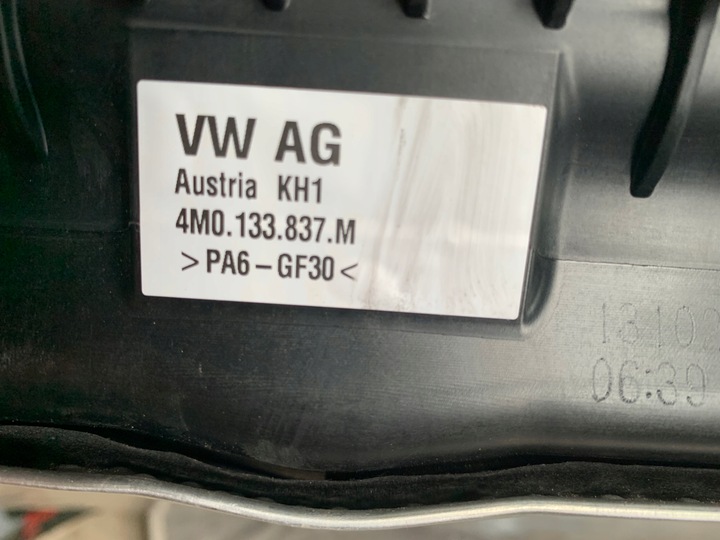 VW AG
Austria KH1
4M0.133.837.M
>PA6-GF30<
06:39